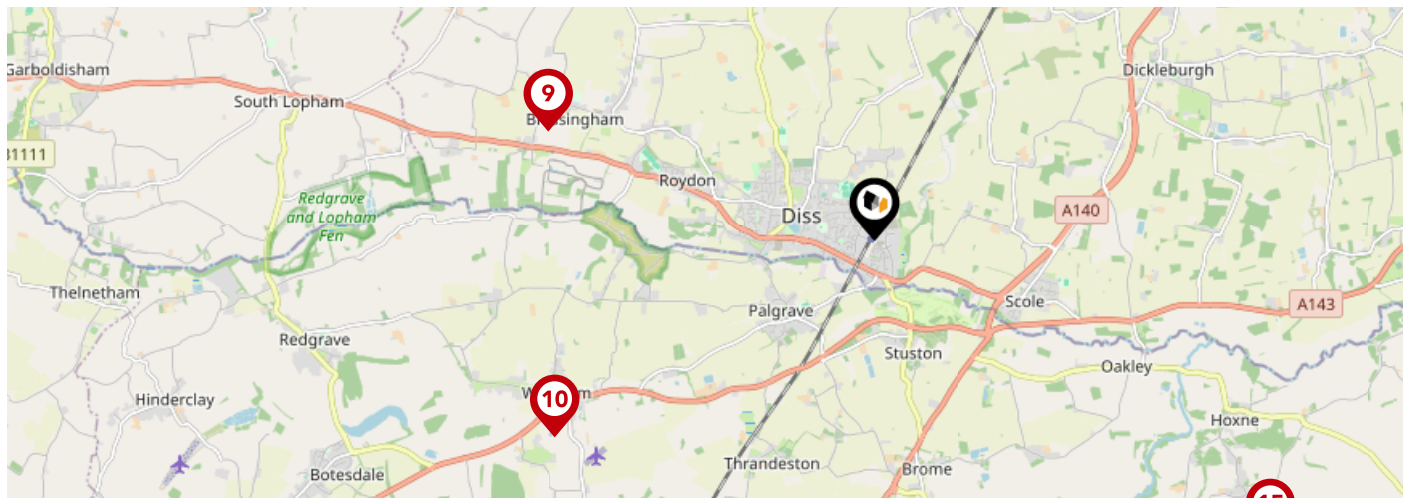 Garboldisham
South Lopham
9
Dickleburgh
Redgrave
and Lopham
Fen
Roydon
Diss
A140
Thelnetham
Palgrave
Scole
A143
Redgrave
Stuston
Oakley
Hinderclay
10
Hoxne
Botesdale
Thrandeston
Brome